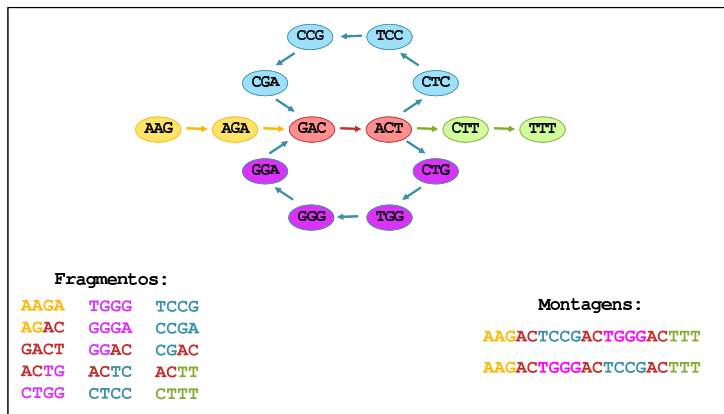 CCG TCC
CGA CTC
AAG AGA GAC ACT CTT TTT
GGA CTG
GGG TGG
Fragmentos:
AAGA TGGG TCCG
AGAC GGGA CCGA
GACT GGAC CGAC
ACTG ACTC ACTT
CTGG CTCC CTTT
Montagens:
AAGACTCCGACTGGGACTTT
AAGACTGGGACTCCGACTTT